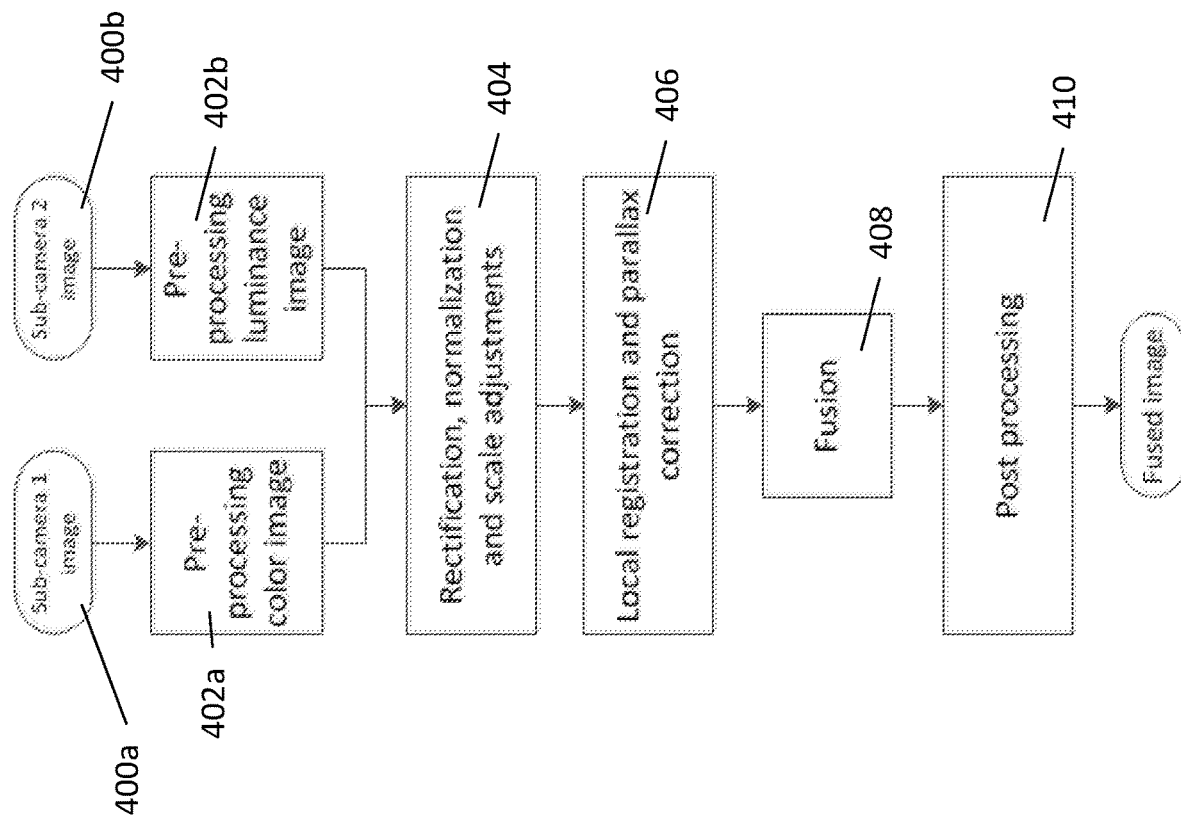 Sub-camera 1
image
400a
Sub-camera 2
image
400b
Pre-
processing
color image
402a
Pre-
processing
luminance
image
402b
Rectification, normalization
and scale adjustments
404
Local registration and parallax
correction
406
Fusion
408
Post processing
410
Fused image